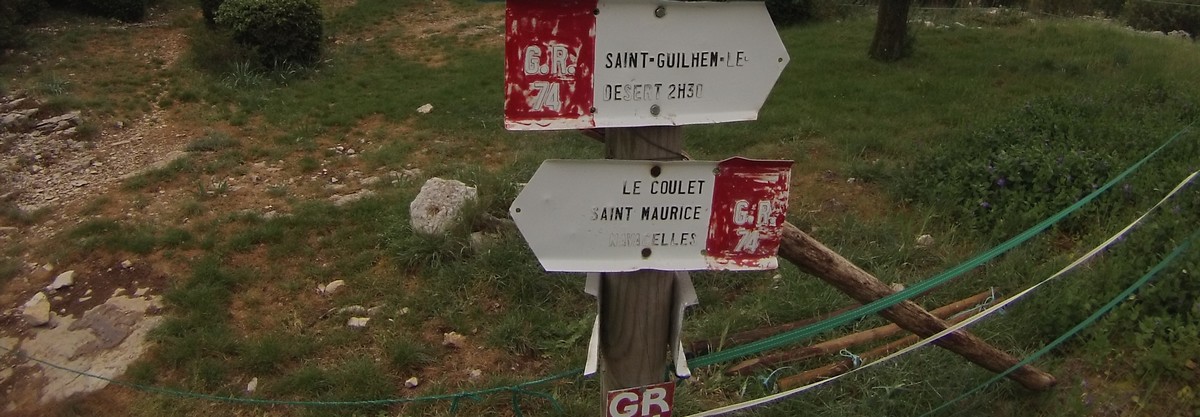 G.R. 74
SAINT-GUILHEM-LE-
DESERT 2H30
LE COULET
SAINT MAURICE
G.R. 74
GR